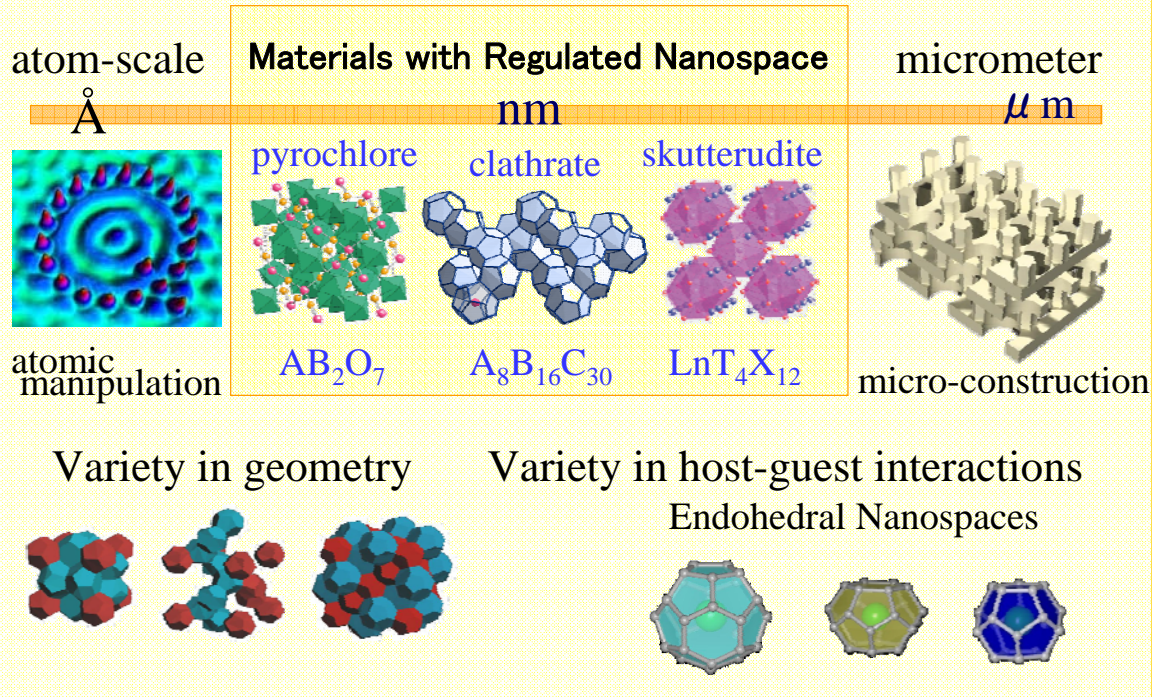 Materials with Regulated Nanospace
atom-scale
micrometer
Å
nm
μm
pyrochlore
clathrate
skutterudite
AB₂O₇
A₈B₁₆C₃₀
LnT₄X₁₂
atomic
manipulation
micro-construction
Variety in geometry
Variety in host-guest interactions
Endohedral Nanospaces